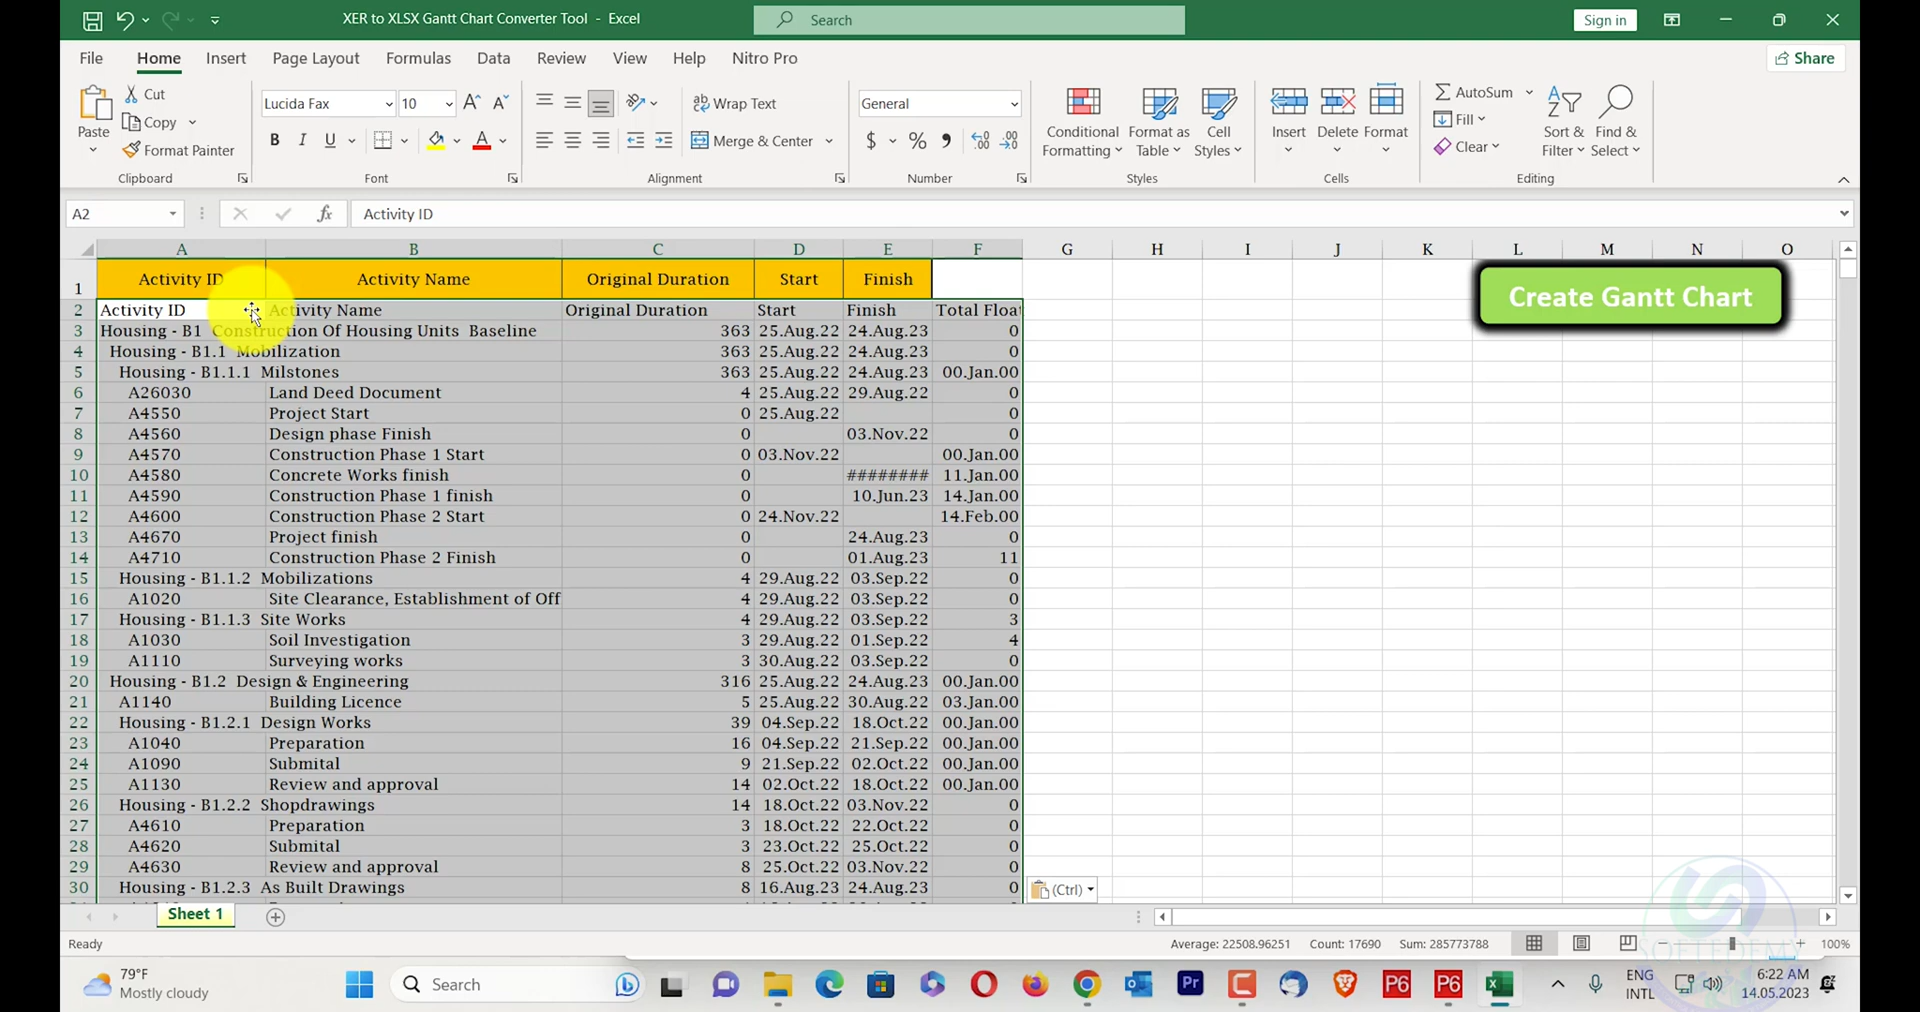 XER to XLSX Gantt Chart Converter Tool - Excel
Search
Sign in
File Home Insert Page Layout Formulas Data Review View Help Nitro Pro
Share
Paste
Cut
Copy
Format Painter
Clipboard
Lucida Fax 10
B I U
Font
Wrap Text
Merge & Center
Alignment
General
$ %
Number
Conditional Formatting
Format as Table
Cell Styles
Styles
Insert Delete Format
Cells
AutoSum
Fill
Clear
Sort & Filter
Find & Select
Editing
A2
fx
Activity ID
A B C D E F G H I J K L M N O
1 Activity ID Activity Name Original Duration Start Finish
Create Gantt Chart
2 Activity ID Activity Name Original Duration Start Finish Total Float
3 Housing - B1 Construction Of Housing Units Baseline 363 25.Aug.22 24.Aug.23 0
4 Housing - B1.1 Mobilization 363 25.Aug.22 24.Aug.23 0
5 Housing - B1.1.1 Milstones 363 25.Aug.22 24.Aug.23 00.Jan.00
6 A26030 Land Deed Document 4 25.Aug.22 29.Aug.22 0
7 A4550 Project Start 0 25.Aug.22 0
8 A4560 Design phase Finish 0 03.Nov.22 0
9 A4570 Construction Phase 1 Start 0 03.Nov.22 00.Jan.00
10 A4580 Concrete Works finish 0 ######## 11.Jan.00
11 A4590 Construction Phase 1 finish 0 10.Jun.23 14.Jan.00
12 A4600 Construction Phase 2 Start 0 24.Nov.22 14.Feb.00
13 A4670 Project finish 0 24.Aug.23 0
14 A4710 Construction Phase 2 Finish 0 01.Aug.23 11
15 Housing - B1.1.2 Mobilizations 4 29.Aug.22 03.Sep.22 0
16 A1020 Site Clearance, Establishment of Off 4 29.Aug.22 03.Sep.22 0
17 Housing - B1.1.3 Site Works 4 29.Aug.22 03.Sep.22 3
18 A1030 Soil Investigation 3 29.Aug.22 01.Sep.22 4
19 A1110 Surveying works 3 30.Aug.22 03.Sep.22 0
20 Housing - B1.2 Design & Engineering 316 25.Aug.22 24.Aug.23 00.Jan.00
21 A1140 Building Licence 5 25.Aug.22 30.Aug.22 03.Jan.00
22 Housing - B1.2.1 Design Works 39 04.Sep.22 18.Oct.22 00.Jan.00
23 A1040 Preparation 16 04.Sep.22 21.Sep.22 00.Jan.00
24 A1090 Submital 9 21.Sep.22 02.Oct.22 00.Jan.00
25 A1130 Review and approval 14 02.Oct.22 18.Oct.22 00.Jan.00
26 Housing - B1.2.2 Shopdrawings 14 18.Oct.22 03.Nov.22 0
27 A4610 Preparation 3 18.Oct.22 22.Oct.22 0
28 A4620 Submital 3 23.Oct.22 25.Oct.22 0
29 A4630 Review and approval 8 25.Oct.22 03.Nov.22 0
30 Housing - B1.2.3 As Built Drawings 8 16.Aug.23 24.Aug.23 0
(Ctrl)
Sheet 1
Ready
Average: 22508.96251 Count: 17690 Sum: 285773788
100%
SOFTEDEMY
79°F
Mostly cloudy
Search
Pr
P6
P6
ENG
INTL
6:22 AM
14.05.2023